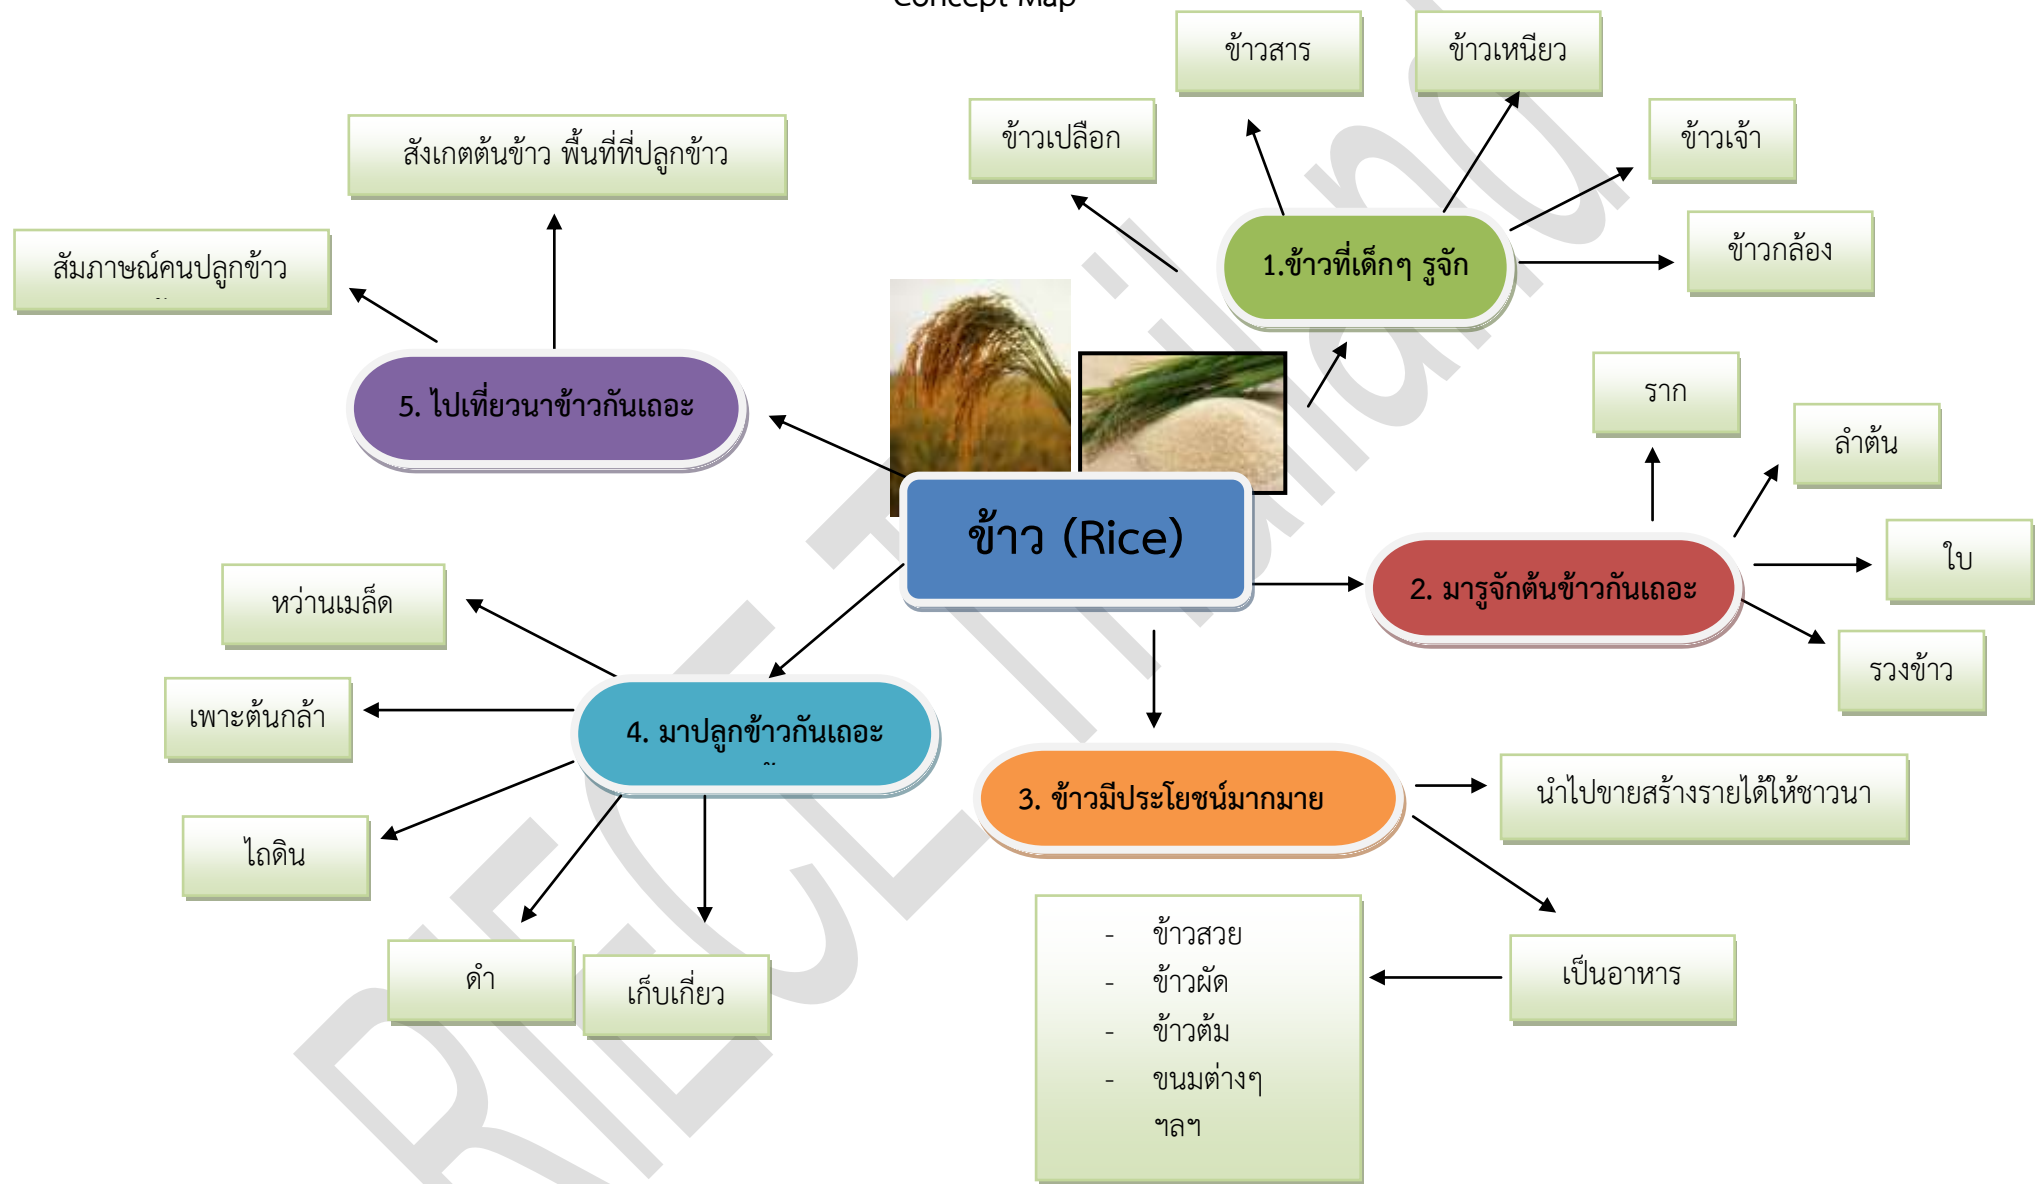 Concept Map
ข้าวสาร
ข้าวเหนียว
ข้าวเปลือก
ข้าวเจ้า
ข้าวกล้อง
1.ข้าวที่เด็กๆ รูจัก
สังเกตต้นข้าว พื้นที่ที่ปลูกข้าว
สัมภาษณ์คนปลูกข้าว
5. ไปเที่ยวนาข้าวกันเถอะ
ข้าว (Rice)
ราก
ลำต้น
ใบ
รวงข้าว
2. มารูจักต้นข้าวกันเถอะ
หว่านเมล็ด
เพาะต้นกล้า
ไถดิน
ดำ
เก็บเกี่ยว
4. มาปลูกข้าวกันเถอะ
3. ข้าวมีประโยชน์มากมาย
นำไปขายสร้างรายได้ให้ชาวนา
เป็นอาหาร
- ข้าวสวย
- ข้าวผัด
- ข้าวต้ม
- ขนมต่างๆ
ฯลฯ
RIECE Thailand